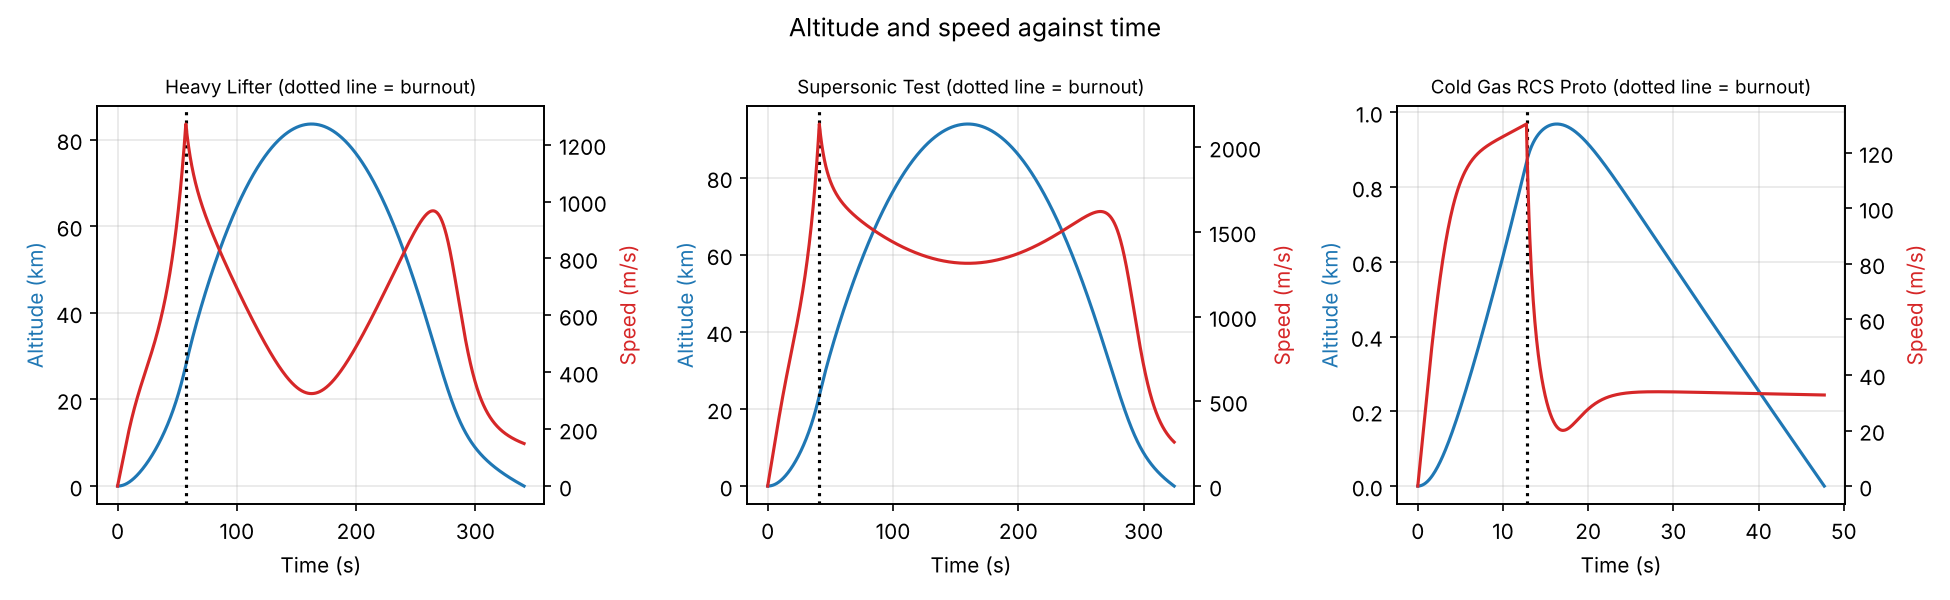 Altitude and speed against time
Heavy Lifter (dotted line = burnout)
80
60
40
20
0
1200
1000
800
600
400
200
0
0 100 200 300
Altitude (km)
Speed (m/s)
Time (s)
Supersonic Test (dotted line = burnout)
80
60
40
20
0
2000
1500
1000
500
0
0 100 200 300
Altitude (km)
Speed (m/s)
Time (s)
Cold Gas RCS Proto (dotted line = burnout)
1.0
0.8
0.6
0.4
0.2
0.0
120
100
80
60
40
20
0
0 10 20 30 40 50
Altitude (km)
Speed (m/s)
Time (s)